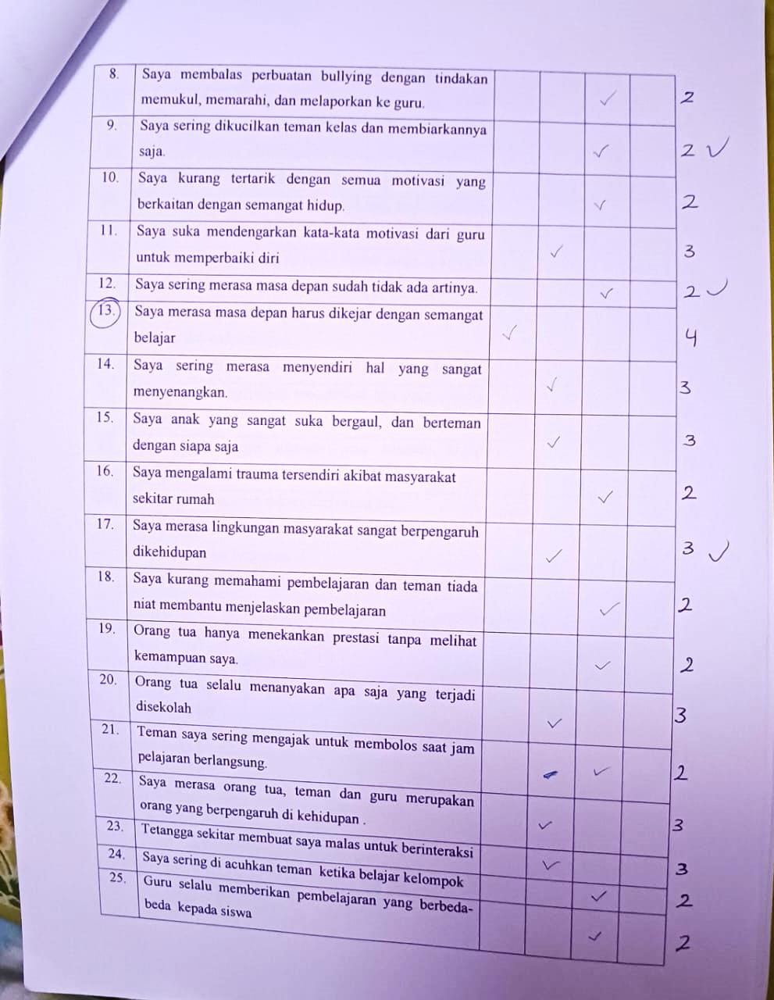 8. Saya membalas perbuatan bullying dengan tindakan
memukul, memarahi, dan melaporkan ke guru. ✓ 2
9. Saya sering dikucilkan teman kelas dan membiarkannya
saja. ✓ 2 ✓
10. Saya kurang tertarik dengan semua motivasi yang
berkaitan dengan semangat hidup. ✓ 2
11. Saya suka mendengarkan kata-kata motivasi dari guru
untuk memperbaiki diri ✓ 3
12. Saya sering merasa masa depan sudah tidak ada artinya. ✓ 2 ✓
13. Saya merasa masa depan harus dikejar dengan semangat
belajar ✓ 4
14. Saya sering merasa menyendiri hal yang sangat
menyenangkan. ✓ 3
15. Saya anak yang sangat suka bergaul, dan berteman
dengan siapa saja ✓ 3
16. Saya mengalami trauma tersendiri akibat masyarakat
sekitar rumah ✓ 2
17. Saya merasa lingkungan masyarakat sangat berpengaruh
dikehidupan ✓ 3 ✓
18. Saya kurang memahami pembelajaran dan teman tiada
niat membantu menjelaskan pembelajaran ✓ 2
19. Orang tua hanya menekankan prestasi tanpa melihat
kemampuan saya. ✓ 2
20. Orang tua selalu menanyakan apa saja yang terjadi
disekolah ✓ 3
21. Teman saya sering mengajak untuk membolos saat jam
pelajaran berlangsung. ✓ 2
22. Saya merasa orang tua, teman dan guru merupakan
orang yang berpengaruh di kehidupan . ✓ 3
23. Tetangga sekitar membuat saya malas untuk berinteraksi ✓ 3
24. Saya sering di acuhkan teman ketika belajar kelompok ✓ 2
25. Guru selalu memberikan pembelajaran yang berbeda-
beda kepada siswa ✓ 2